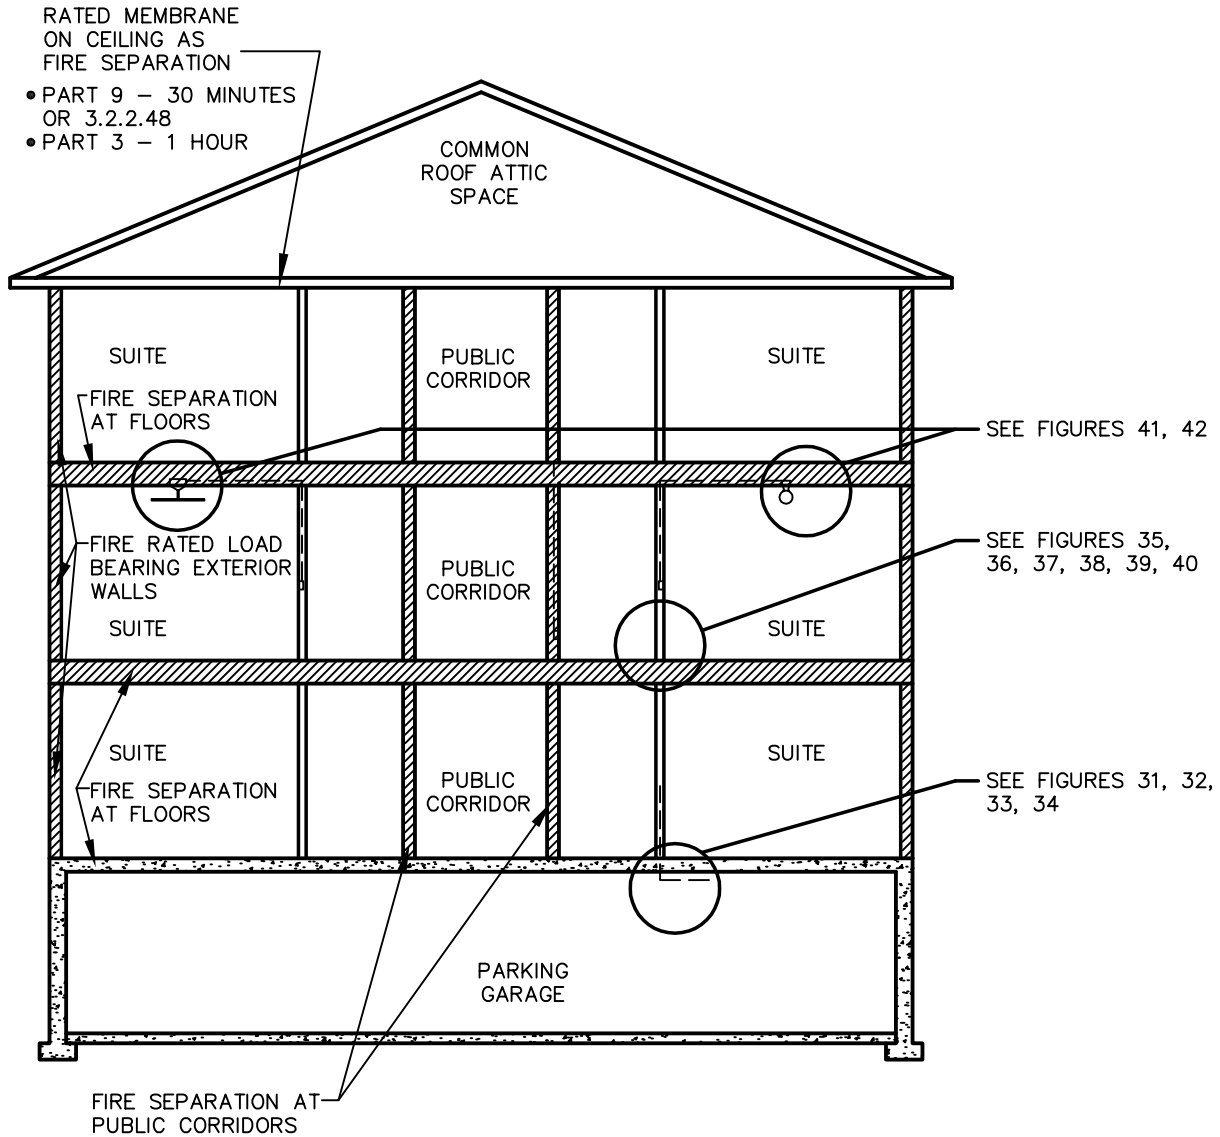 RATED MEMBRANE
ON CEILING AS
FIRE SEPARATION
• PART 9 – 30 MINUTES
OR 3.2.2.48
• PART 3 – 1 HOUR
COMMON
ROOF ATTIC
SPACE
SUITE
PUBLIC
CORRIDOR
SUITE
FIRE SEPARATION
AT FLOORS
SEE FIGURES 41, 42
FIRE RATED LOAD
BEARING EXTERIOR
WALLS
PUBLIC
CORRIDOR
SEE FIGURES 35,
36, 37, 38, 39, 40
SUITE
SUITE
SUITE
PUBLIC
CORRIDOR
SUITE
FIRE SEPARATION
AT FLOORS
SEE FIGURES 31, 32,
33, 34
PARKING
GARAGE
FIRE SEPARATION AT
PUBLIC CORRIDORS